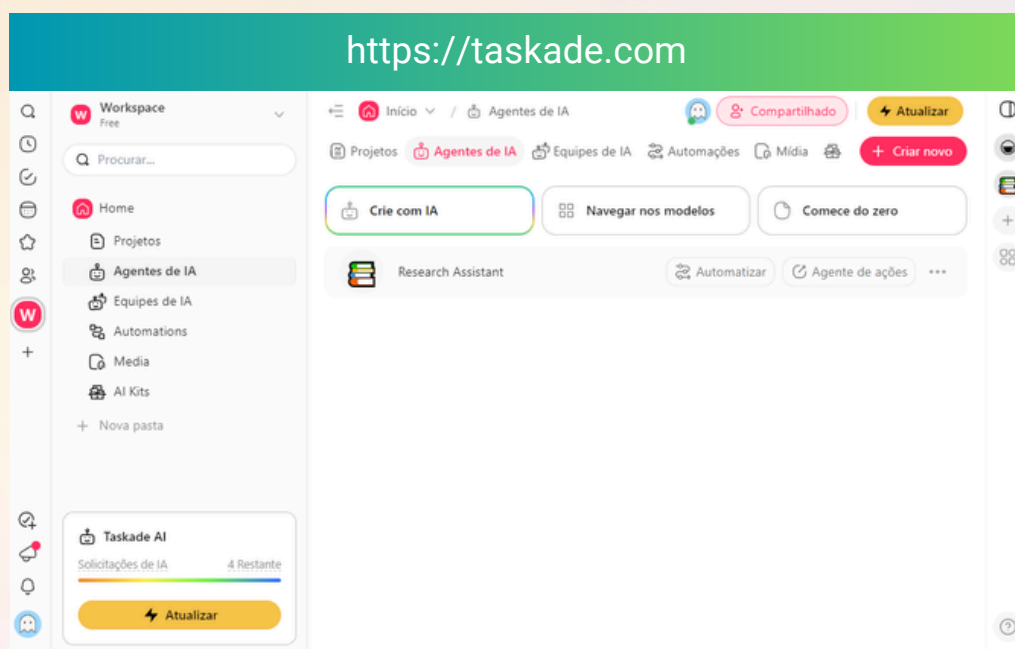 https://taskade.com
W
Workspace
Free
Procurar...
Home
Projetos
Agentes de IA
Equipes de IA
Automations
Media
AI Kits
Nova pasta
W
Taskade AI
Solicitações de IA 4 Restante
Atualizar
Início / Agentes de IA Compartilhado Atualizar
Projetos Agentes de IA Equipes de IA Automações Mídia + Criar novo
Crie com IA Navegar nos modelos Comece do zero
Research Assistant Automatizar Agente de ações ...